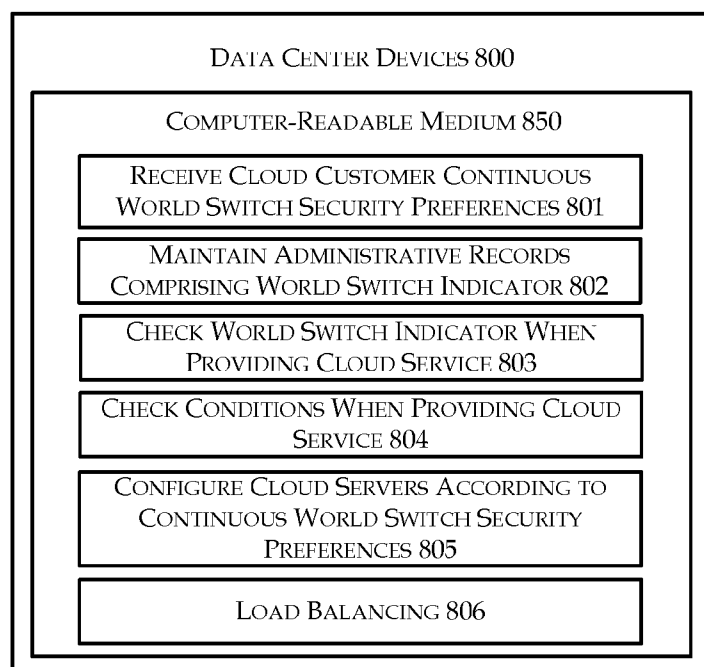 DATA CENTER DEVICES 800
COMPUTER-READABLE MEDIUM 850
RECEIVE CLOUD CUSTOMER CONTINUOUS
WORLD SWITCH SECURITY PREFERENCES 801
MAINTAIN ADMINISTRATIVE RECORDS
COMPRISING WORLD SWITCH INDICATOR 802
CHECK WORLD SWITCH INDICATOR WHEN
PROVIDING CLOUD SERVICE 803
CHECK CONDITIONS WHEN PROVIDING CLOUD
SERVICE 804
CONFIGURE CLOUD SERVERS ACCORDING TO
CONTINUOUS WORLD SWITCH SECURITY
PREFERENCES 805
LOAD BALANCING 806